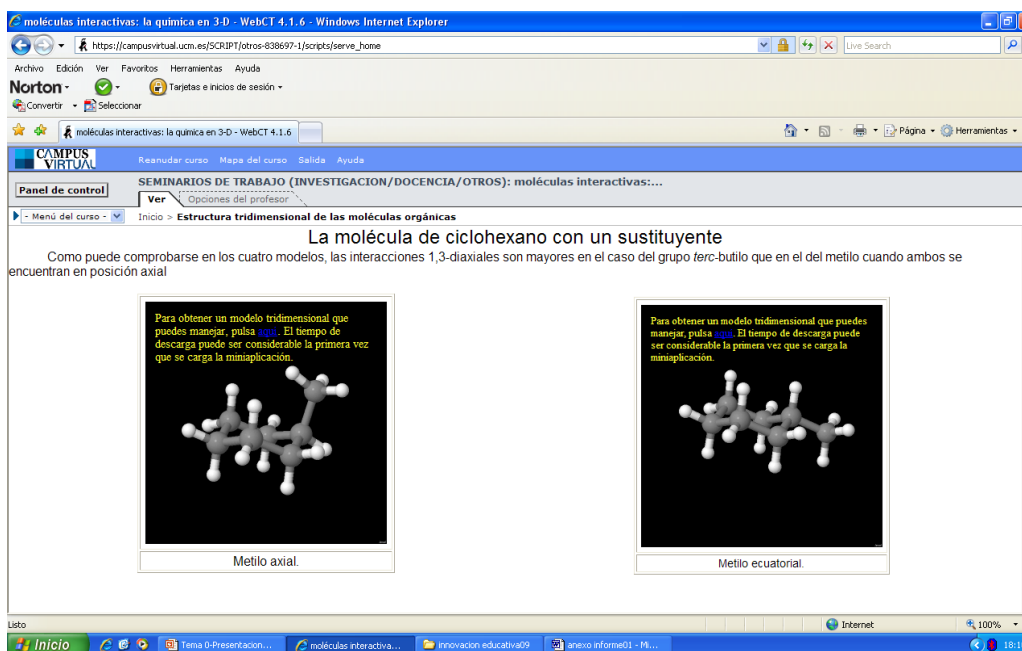 moléculas interactivas: la quimica en 3-D - WebCT 4.1.6 - Windows Internet Explorer
https://campusvirtual.ucm.es/SCRIPT/otros-838697-1/scripts/serve_home
Live Search
Archivo Edición Ver Favoritos Herramientas Ayuda
Norton
Tarjetas e inicios de sesión
Convertir
Seleccionar
moléculas interactivas: la quimica en 3-D - WebCT 4.1.6
Página
Herramientas
CAMPUS VIRTUAL
Reanudar curso Mapa del curso Salida Ayuda
Panel de control
SEMINARIOS DE TRABAJO (INVESTIGACION/DOCENCIA/OTROS): moléculas interactivas:...
Ver
Opciones del profesor
- Menú del curso -
Inicio > Estructura tridimensional de las moléculas orgánicas
La molécula de ciclohexano con un sustituyente
Como puede comprobarse en los cuatro modelos, las interacciones 1,3-diaxiales son mayores en el caso del grupo terc-butilo que en el del metilo cuando ambos se
encuentran en posición axial
Para obtener un modelo tridimensional que
puedes manejar, pulsa aquí. El tiempo de
descarga puede ser considerable la primera vez
que se carga la miniaplicación.
Metilo axial.
Para obtener un modelo tridimensional que puedes
manejar, pulsa aquí. El tiempo de descarga puede
ser considerable la primera vez que se carga la
miniaplicación.
Metilo ecuatorial.
Listo
Internet
100%
Inicio
Tema 0-Presentacion...
moléculas interactiva...
innovacion educativa09
anexo informe01 - Mi...